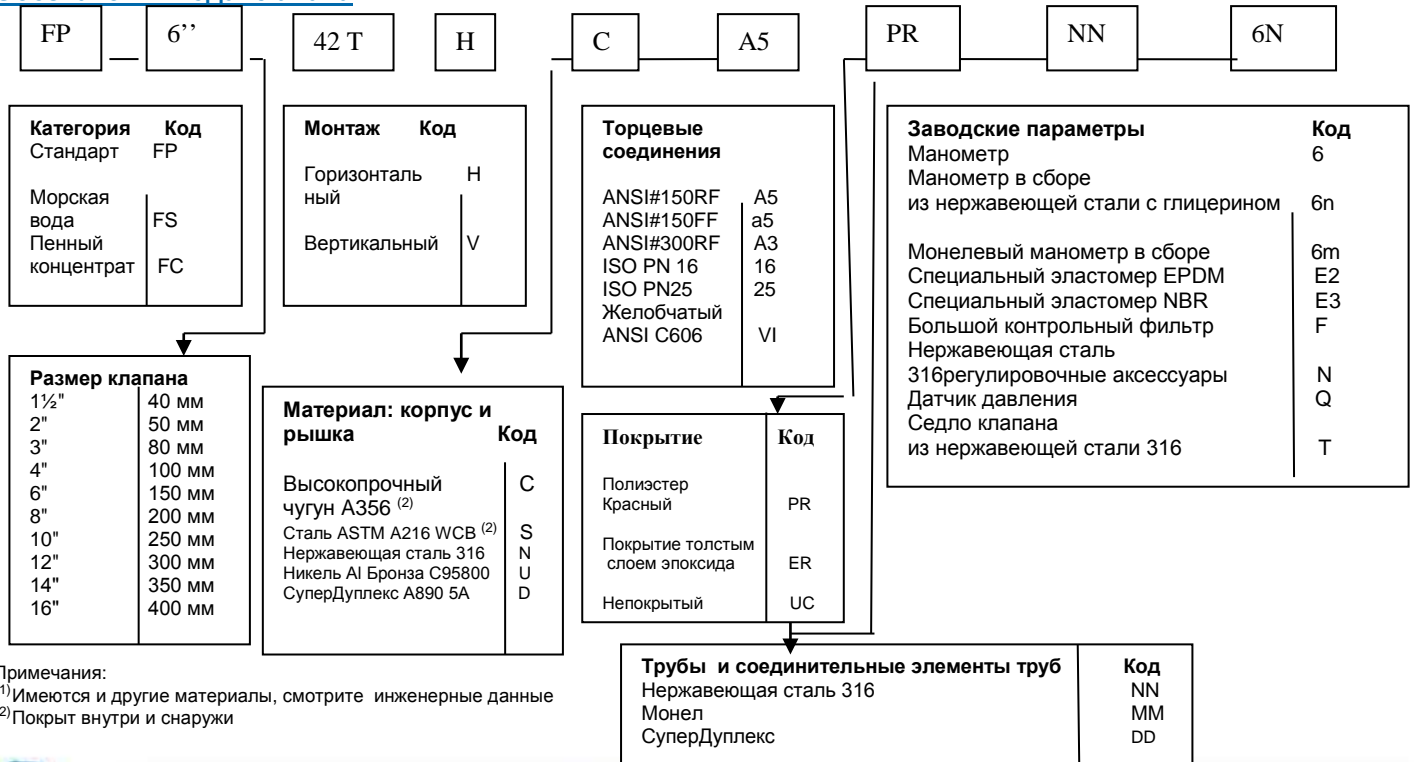 FP 6’’ 42 T H C A5 PR NN 6N
Категория Код
Стандарт FP
Морская
вода FS
Пенный
концентрат FC
Монтаж Код
Горизонталь H
ный
Вертикальный V
Торцевые
соединения
ANSI#150RF A5
ANSI#150FF a5
ANSI#300RF A3
ISO PN 16 16
ISO PN25 25
Желобчатый
ANSI C606 VI
Заводские параметры Код
Манометр 6
Манометр в сборе
из нержавеющей стали с глицерином 6n
Монелевый манометр в сборе 6m
Специальный эластомер EPDM E2
Специальный эластомер NBR E3
Большой контрольный фильтр F
Нержавеющая сталь
316регулировочные аксессуары N
Датчик давления Q
Седло клапана
из нержавеющей стали 316 T
Размер клапана
1½" 40 мм
2" 50 мм
3" 80 мм
4" 100 мм
6" 150 мм
8" 200 мм
10" 250 мм
12" 300 мм
14" 350 мм
16" 400 мм
Материал: корпус и
рышка Код
Высокопрочный C
чугун A356 (2)
Сталь ASTM A216 WCB (2) S
Нержавеющая сталь 316 N
Никель Al Бронза C95800 U
СуперДуплекс A890 5A D
Покрытие Код
Полиэстер
Красный PR
Покрытие толстым
слоем эпоксида ER
Непокрытый UC
Трубы и соединительные элементы труб Код
Нержавеющая сталь 316 NN
Монел MM
СуперДуплекс DD
Примечания:
1)Имеются и другие материалы, смотрите инженерные данные
2)Покрыт внутри и снаружи